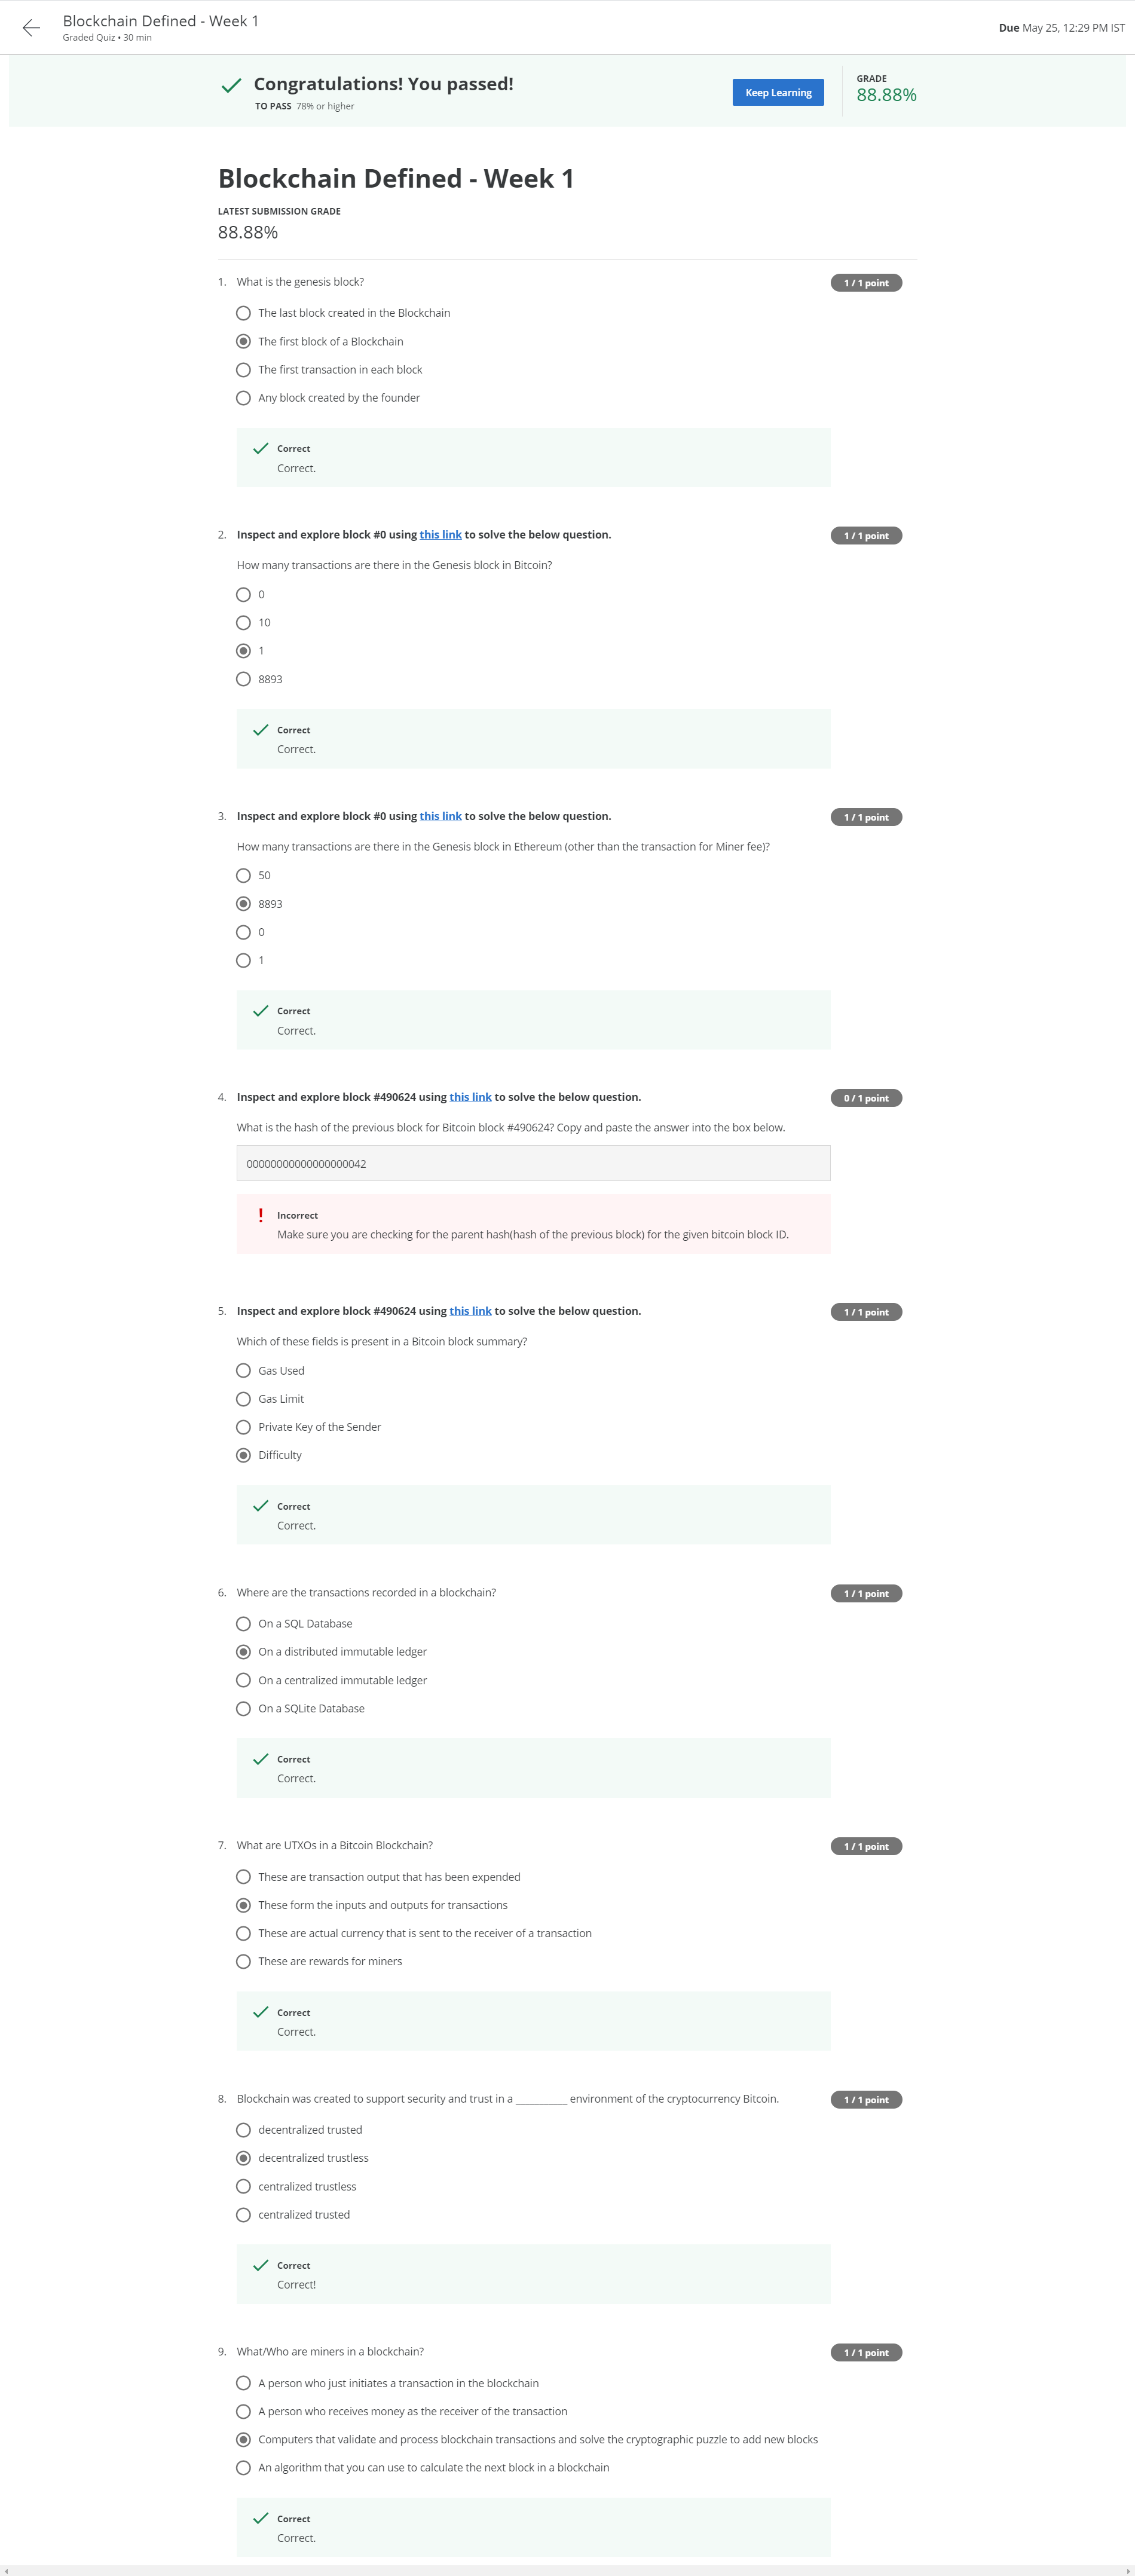 Blockchain Defined - Week 1
Graded Quiz • 30 min
Due May 25, 12:29 PM IST
Congratulations! You passed!
TO PASS 78% or higher
Keep Learning
GRADE
88.88%
Blockchain Defined - Week 1
LATEST SUBMISSION GRADE
88.88%
1. What is the genesis block?
1 / 1 point
The last block created in the Blockchain
The first block of a Blockchain
The first transaction in each block
Any block created by the founder
Correct
Correct.
2. Inspect and explore block #0 using this link to solve the below question.
1 / 1 point
How many transactions are there in the Genesis block in Bitcoin?
0
10
1
8893
Correct
Correct.
3. Inspect and explore block #0 using this link to solve the below question.
1 / 1 point
How many transactions are there in the Genesis block in Ethereum (other than the transaction for Miner fee)?
50
8893
0
1
Correct
Correct.
4. Inspect and explore block #490624 using this link to solve the below question.
0 / 1 point
What is the hash of the previous block for Bitcoin block #490624? Copy and paste the answer into the box below.
00000000000000000042
Incorrect
Make sure you are checking for the parent hash(hash of the previous block) for the given bitcoin block ID.
5. Inspect and explore block #490624 using this link to solve the below question.
1 / 1 point
Which of these fields is present in a Bitcoin block summary?
Gas Used
Gas Limit
Private Key of the Sender
Difficulty
Correct
Correct.
6. Where are the transactions recorded in a blockchain?
1 / 1 point
On a SQL Database
On a distributed immutable ledger
On a centralized immutable ledger
On a SQLite Database
Correct
Correct.
7. What are UTXOs in a Bitcoin Blockchain?
1 / 1 point
These are transaction output that has been expended
These form the inputs and outputs for transactions
These are actual currency that is sent to the receiver of a transaction
These are rewards for miners
Correct
Correct.
8. Blockchain was created to support security and trust in a __________ environment of the cryptocurrency Bitcoin.
1 / 1 point
decentralized trusted
decentralized trustless
centralized trustless
centralized trusted
Correct
Correct!
9. What/Who are miners in a blockchain?
1 / 1 point
A person who just initiates a transaction in the blockchain
A person who receives money as the receiver of the transaction
Computers that validate and process blockchain transactions and solve the cryptographic puzzle to add new blocks
An algorithm that you can use to calculate the next block in a blockchain
Correct
Correct.